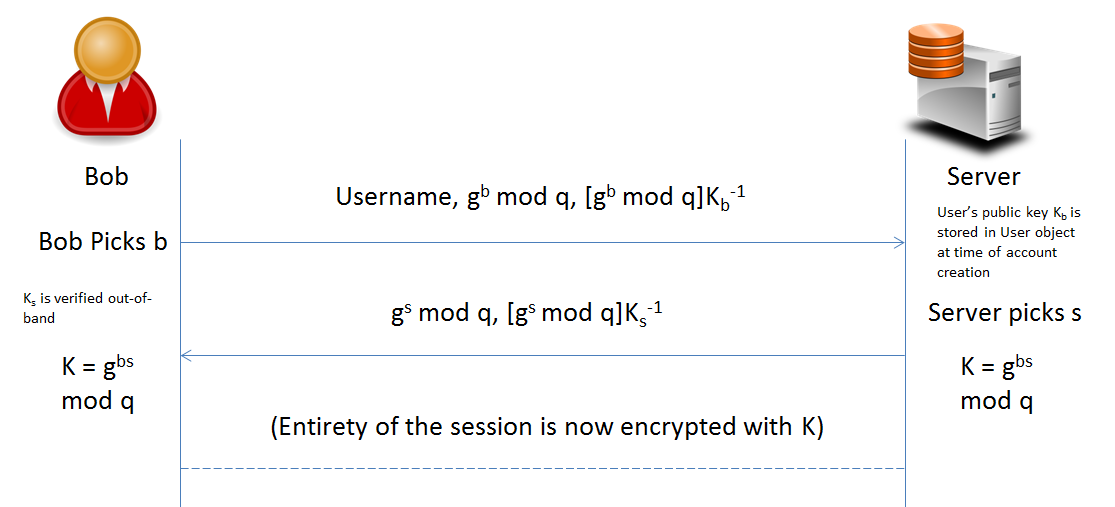 Bob
Server
Username, g^b mod q, [g^b mod q]K_b^-1
User's public key K_b is
stored in User object
at time of account
creation
Bob Picks b
K_s is verified out-of-
band
g^s mod q, [g^s mod q]K_s^-1
Server picks s
K = g^bs
mod q
K = g^bs
mod q
(Entirety of the session is now encrypted with K)